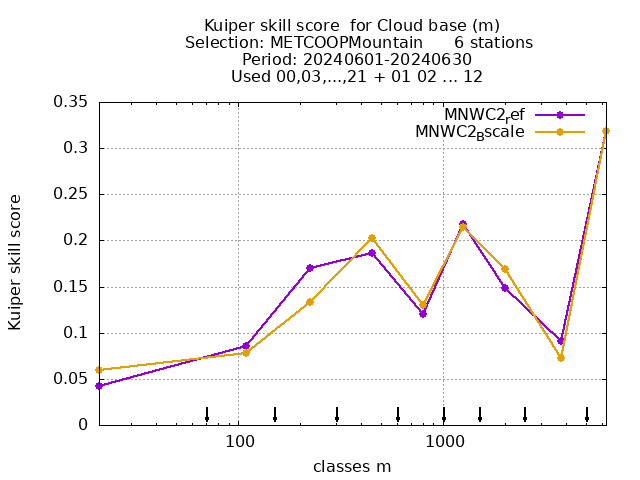 Kuiper skill score  for Cloud base (m)
Selection: METCOOPMountain      6 stations
Period: 20240601-20240630
Used 00,03,...,21 + 01 02 ... 12
MNWC2ref
MNWC2Bscale
0.35
0.3
0.25
0.2
0.15
0.1
0.05
0
Kuiper skill score
100
1000
classes m